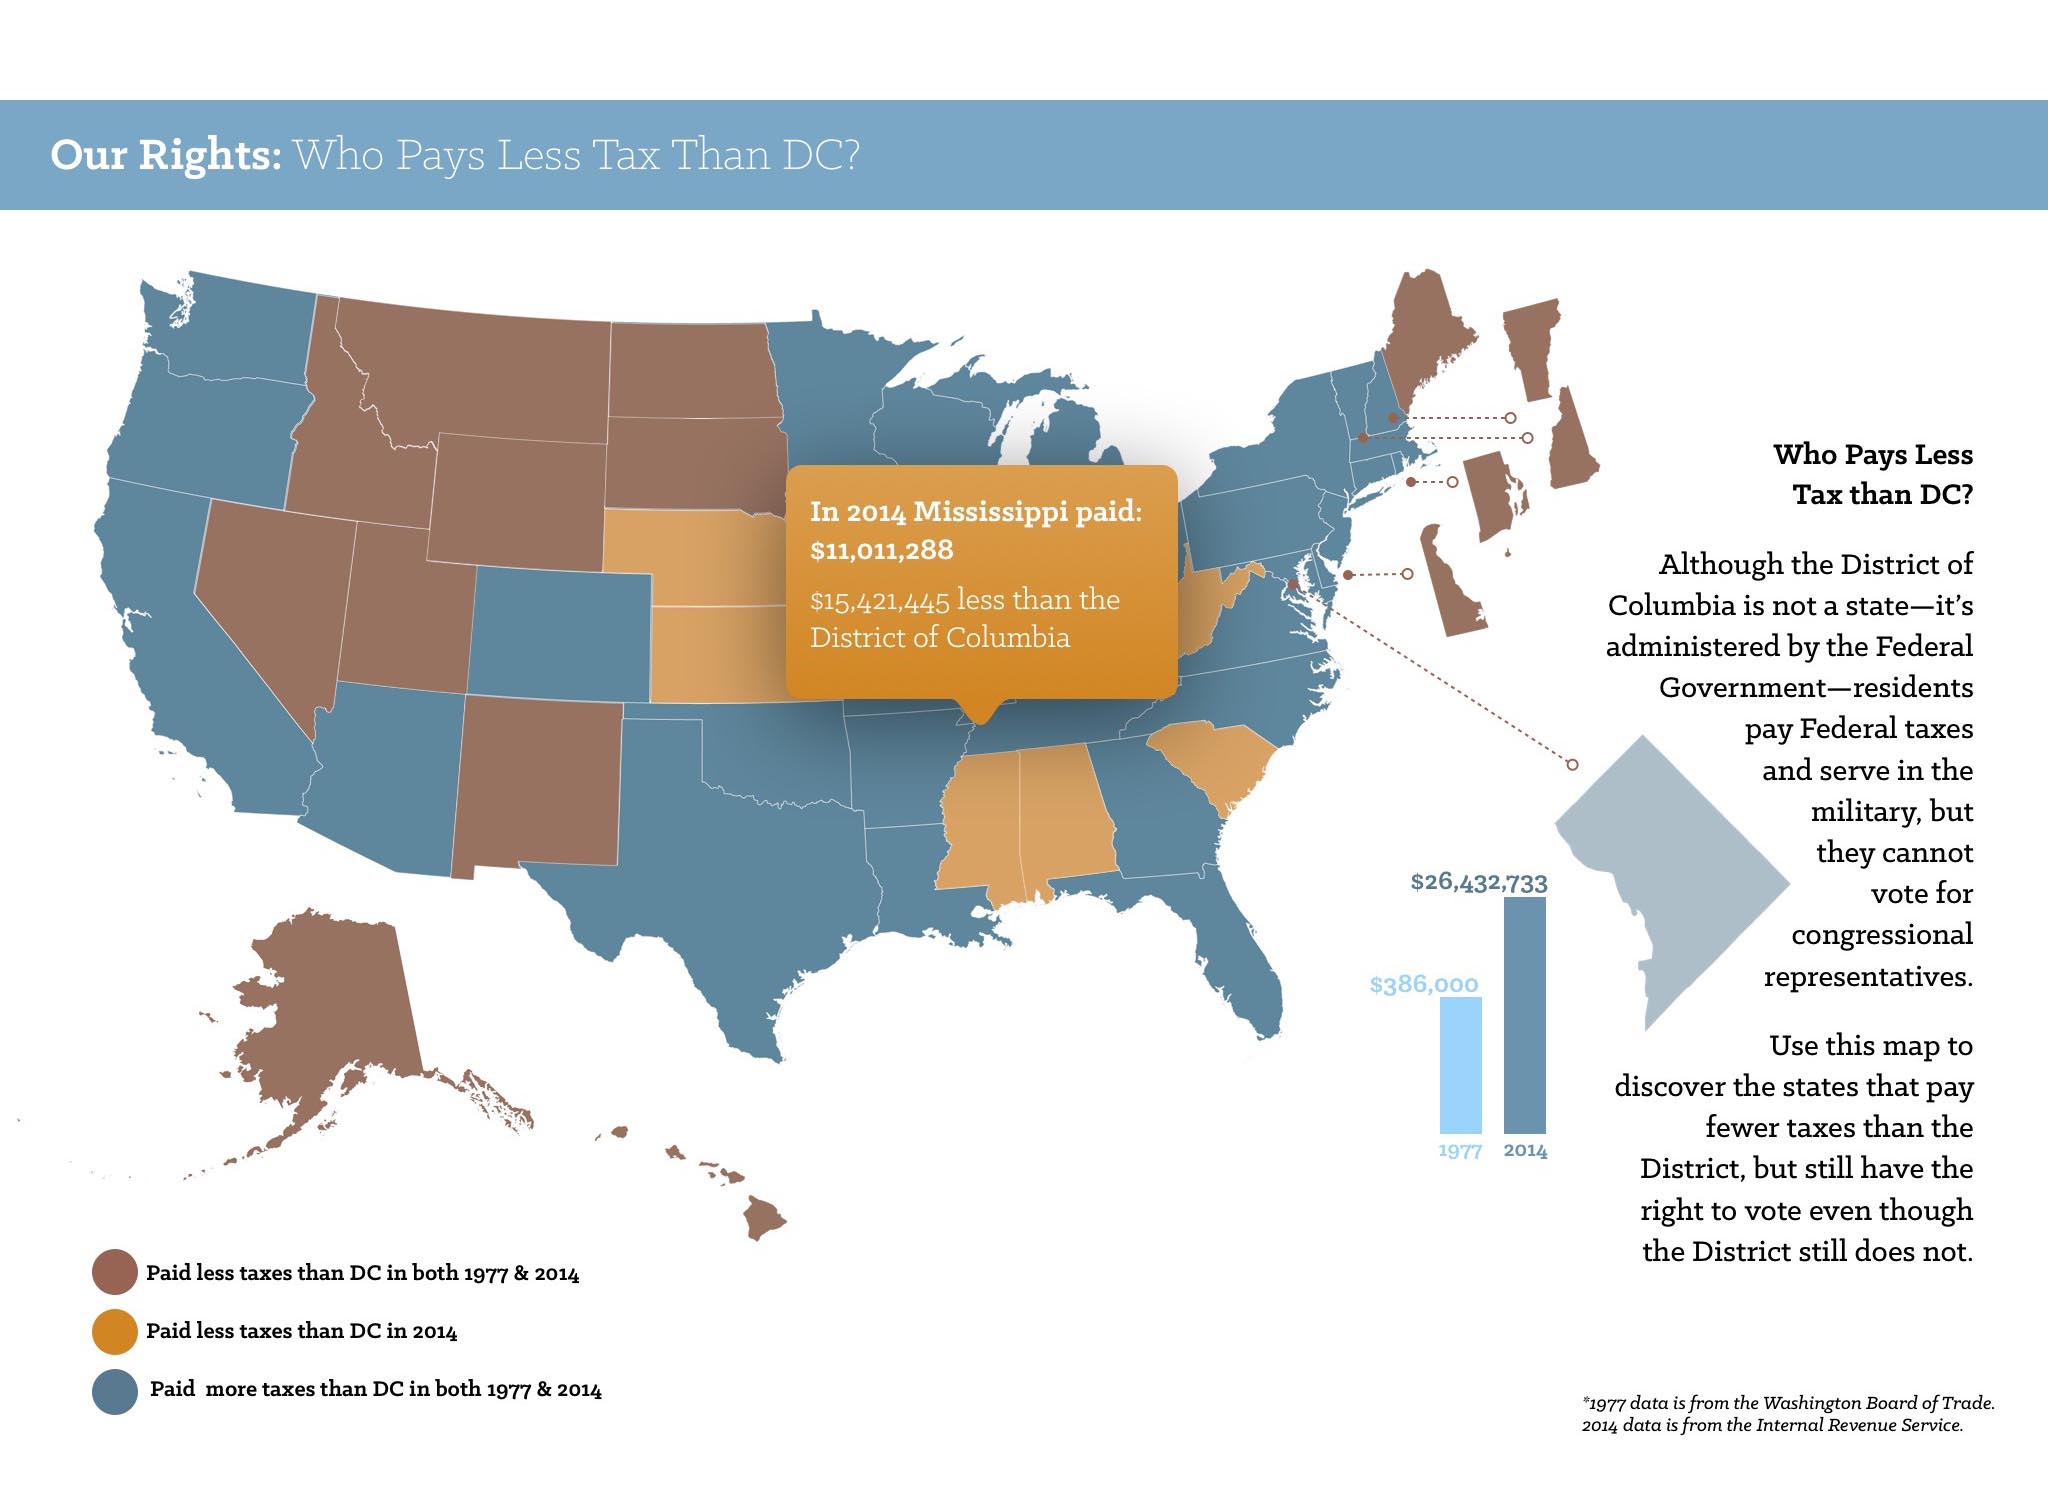 Our Rights: Who Pays Less Tax Than DC?
In 2014 Mississippi paid:
$11,011,288
$15,421,445 less than the
District of Columbia
Who Pays Less
Tax than DC?
Although the District of
Columbia is not a state—it's
administered by the Federal
Government—residents
pay Federal taxes
and serve in the
military, but
they cannot
vote for
congressional
representatives.
Use this map to
discover the states that pay
fewer taxes than the
District, but still have the
right to vote even though
the District still does not.
$26,432,733
$386,000
1977 2014
Paid less taxes than DC in both 1977 & 2014
Paid less taxes than DC in 2014
Paid more taxes than DC in both 1977 & 2014
*1977 data is from the Washington Board of Trade.
2014 data is from the Internal Revenue Service.